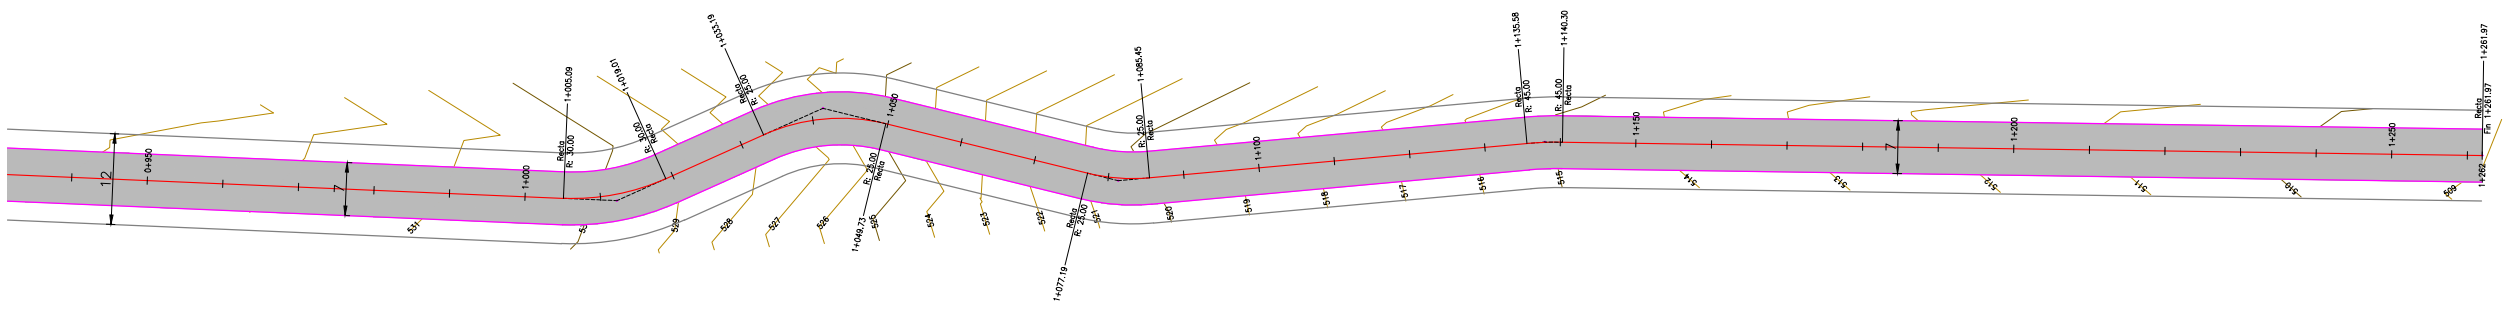 12
0+950
7
531
1+000
Recta
R: 30.00
1+005.09
53
1+019.01
R: 30.00
Recta
529
528
1+033.19
Recta
R: 25.00
527
526
1+050
1+049.73
R: 25.00
Recta
525
524
523
522
1+077.19
Recta
R: 25.00
521
1+085.45
R: 25.00
Recta
520
519
1+100
518
517
516
1+135.58
Recta
R: 45.00
515
1+140.30
R: 45.00
Recta
1+150
514
513
7
512
1+200
511
510
1+250
509
1+261.97
Recta
Fin 1+261.97
1+262